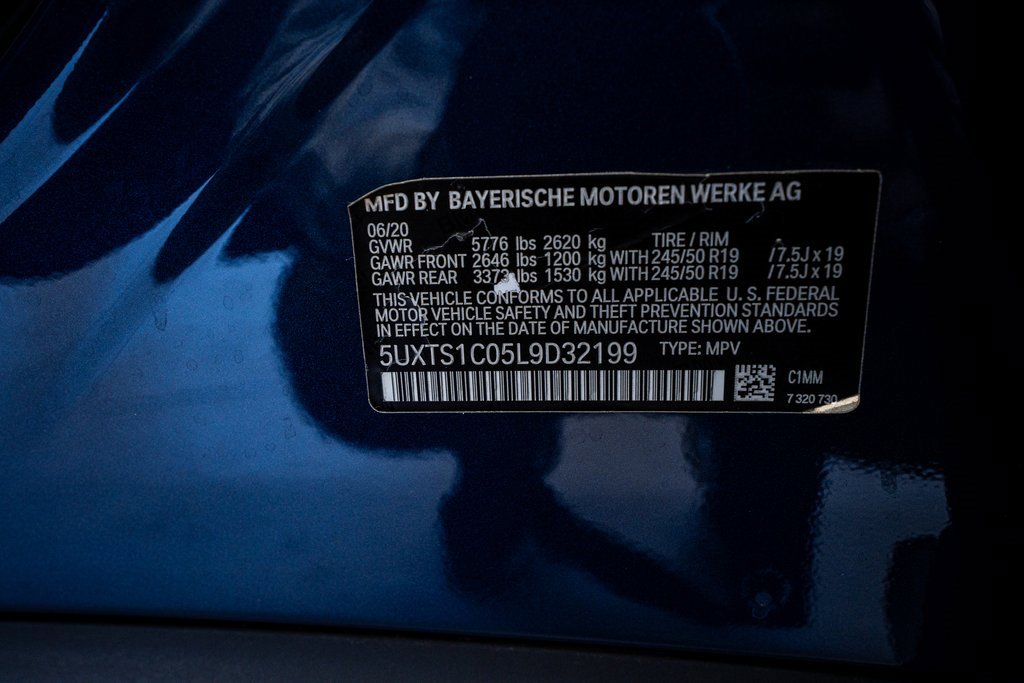 MFD BY BAYERISCHE MOTOREN WERKE AG
06/20
GVWR 5776 lbs 2620 kg TIRE / RIM
GAWR FRONT 2646 lbs 1200 kg WITH 245/50 R19 /7.5J x 19
GAWR REAR 3373 lbs 1530 kg WITH 245/50 R19 /7.5J x 19
THIS VEHICLE CONFORMS TO ALL APPLICABLE U. S. FEDERAL
MOTOR VEHICLE SAFETY AND THEFT PREVENTION STANDARDS
IN EFFECT ON THE DATE OF MANUFACTURE SHOWN ABOVE.
5UXTS1C05L9D32199 TYPE: MPV
C1MM
7 320 730